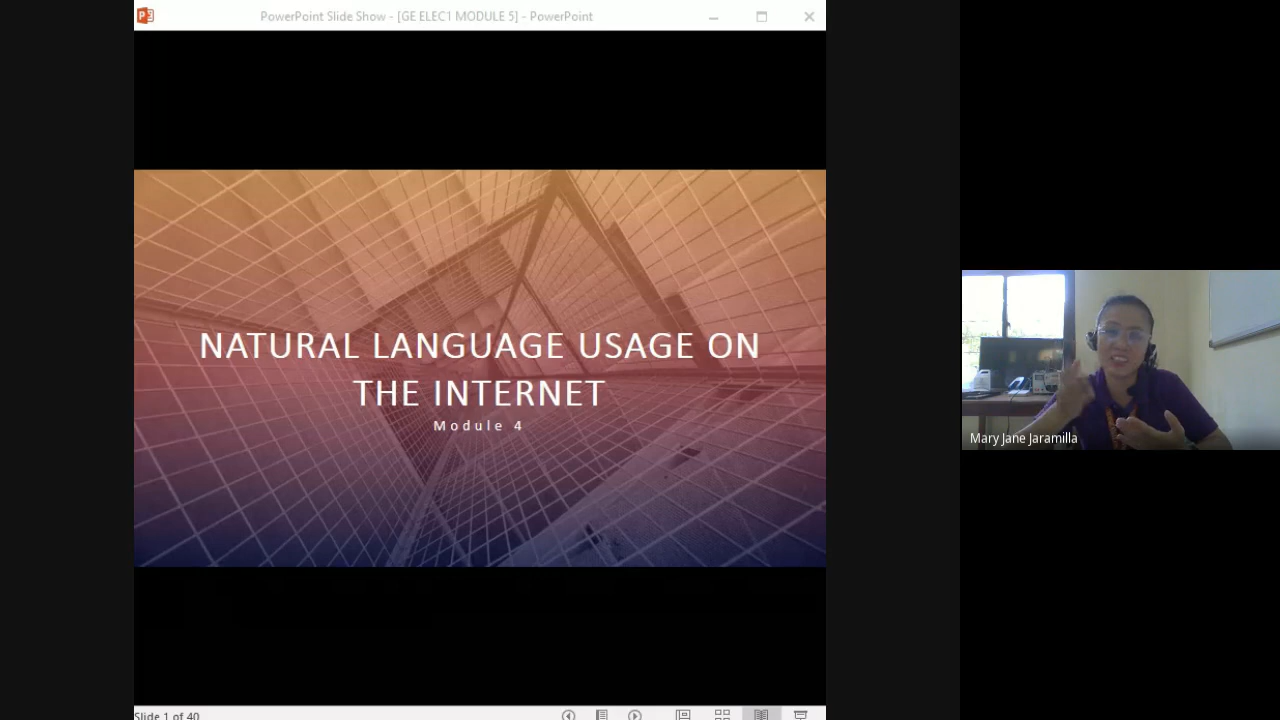 PowerPoint Slide Show - [GE ELEC1 MODULE 5] - PowerPoint
NATURAL LANGUAGE USAGE ON
THE INTERNET
Module 4
Mary Jane Jaramilla
Slide 1 of 40